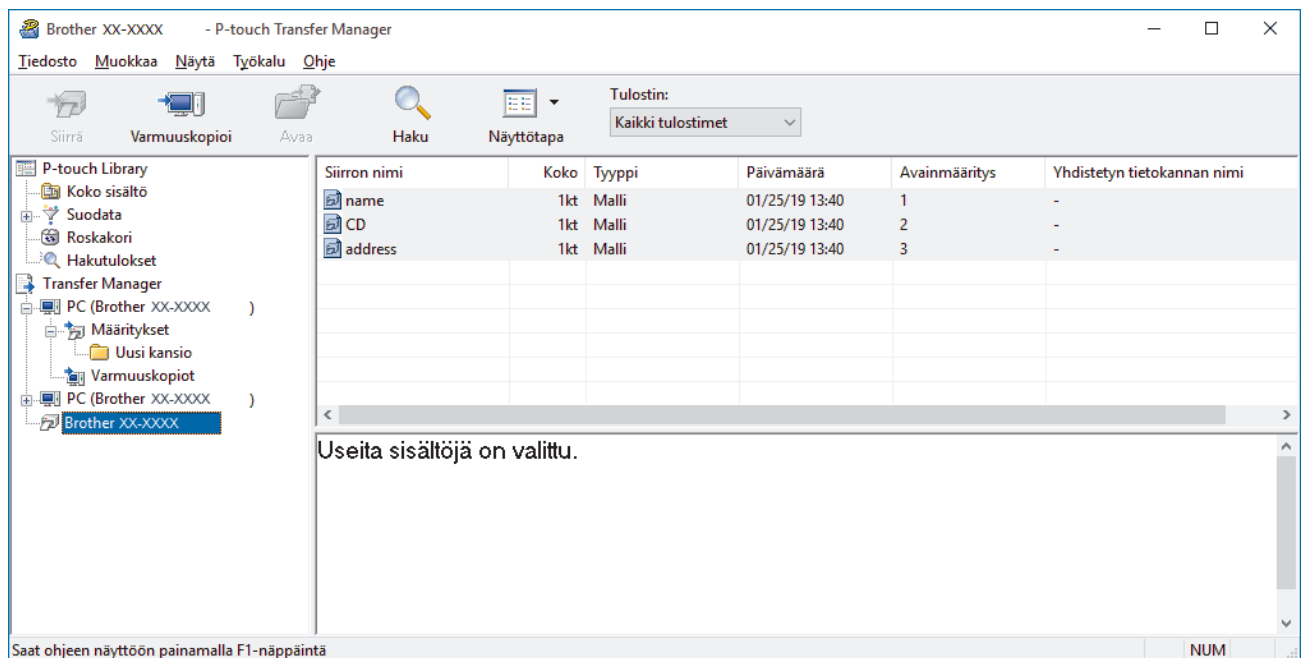 Brother XX-XXXX - P-touch Transfer Manager
Tiedosto Muokkaa Näytä Työkalu Ohje
Siirrä Varmuuskopioi Avaa Haku Näyttötapa
Tulostin:
Kaikki tulostimet
P-touch Library
Koko sisältö
Suodata
Roskakori
Hakutulokset
Transfer Manager
PC (Brother XX-XXXX )
Määritykset
Uusi kansio
Varmuuskopiot
PC (Brother XX-XXXX )
Brother XX-XXXX
Siirron nimi Koko Tyyppi Päivämäärä Avainmääritys Yhdistetyn tietokannan nimi
name 1kt Malli 01/25/19 13:40 1 -
CD 1kt Malli 01/25/19 13:40 2 -
address 1kt Malli 01/25/19 13:40 3 -
Useita sisältöjä on valittu.
Saat ohjeen näyttöön painamalla F1-näppäintä NUM